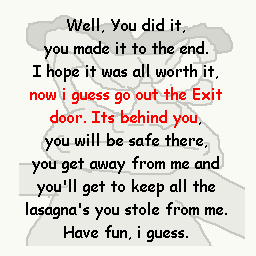 Well, You did it,
you made it to the end.
I hope it was all worth it,
now i guess go out the Exit
door. Its behind you,
you will be safe there,
you get away from me and
you'll get to keep all the
lasagna's you stole from me.
Have fun, i guess.